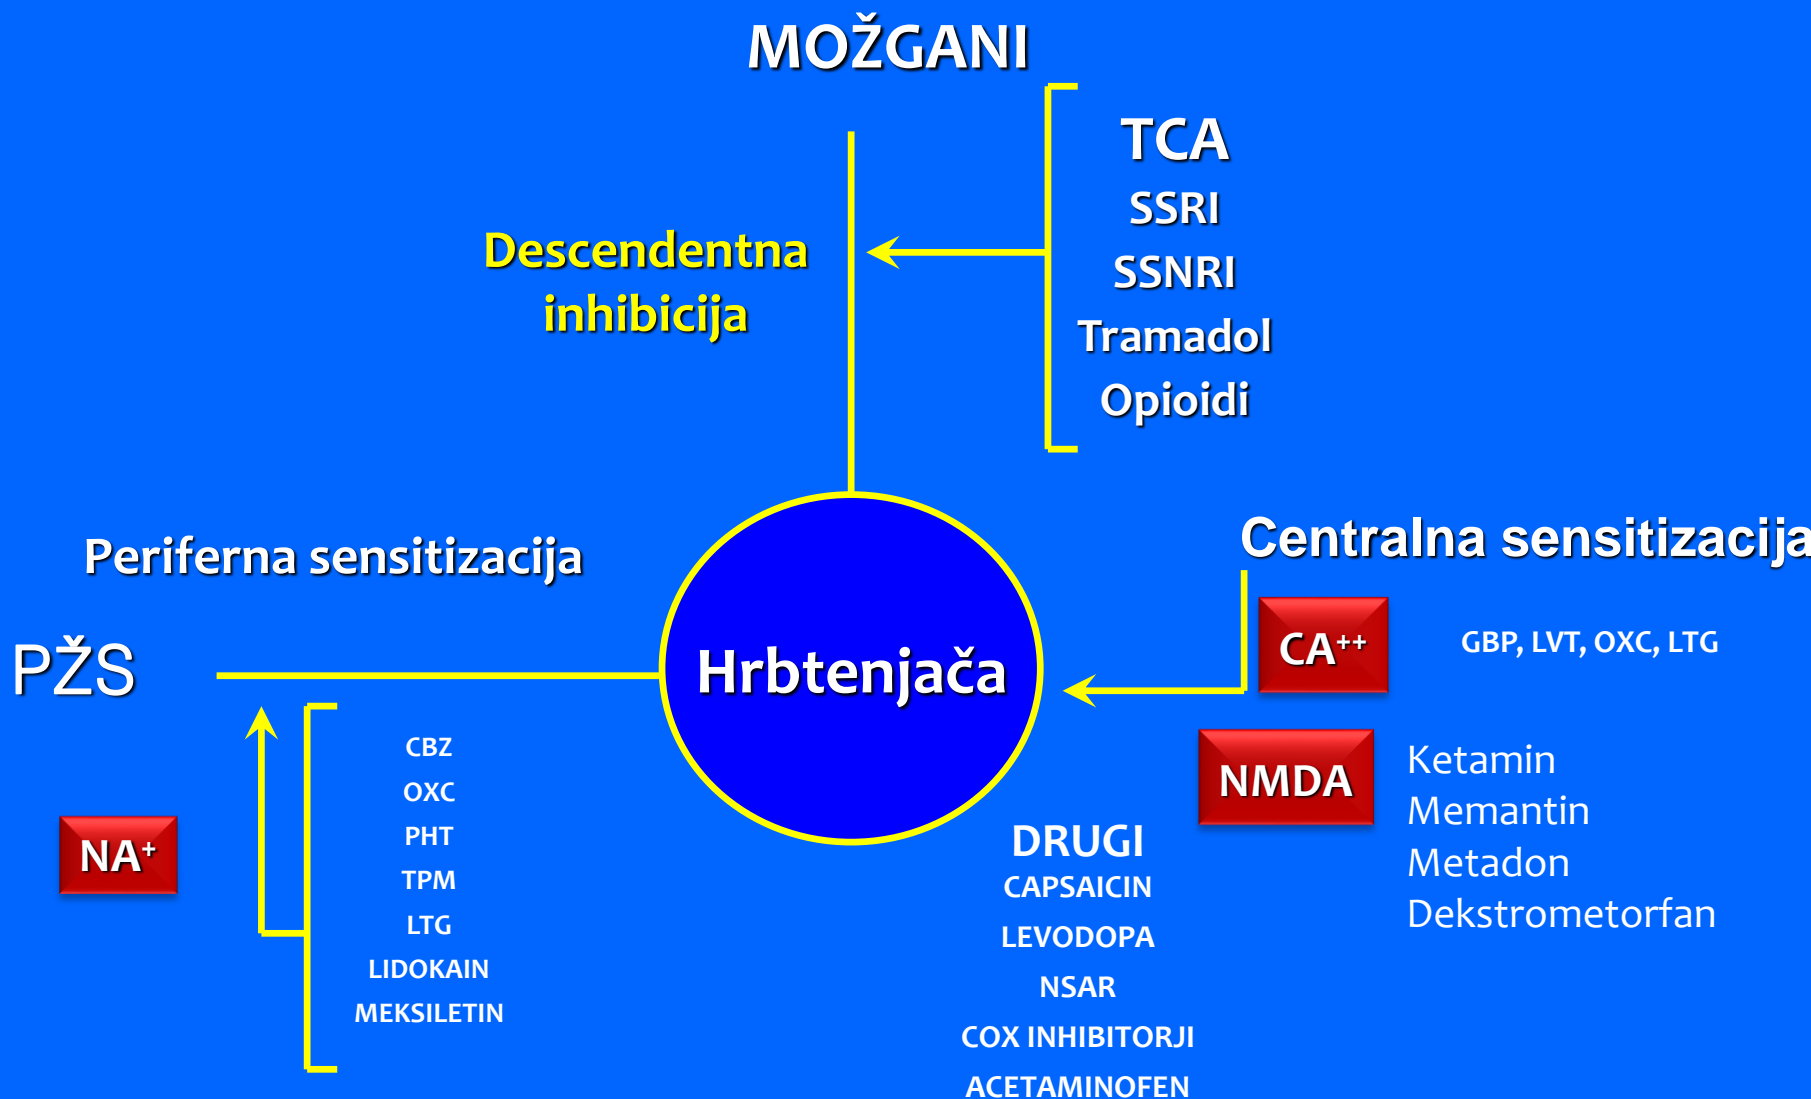 MOŽGANI
TCA
SSRI
SSNRI
Tramadol
Opioidi
Descendentna
inhibicija
Periferna sensitizacija
PŽS
NA⁺
CBZ
OXC
PHT
TPM
LTG
LIDOKAIN
MEKSILETIN
Hrbtenjača
Centralna sensitizacija
CA⁺⁺
GBP, LVT, OXC, LTG
NMDA
Ketamin
Memantin
Metadon
Dekstrometorfan
DRUGI
CAPSAICIN
LEVODOPA
NSAR
COX INHIBITORJI
ACETAMINOFEN